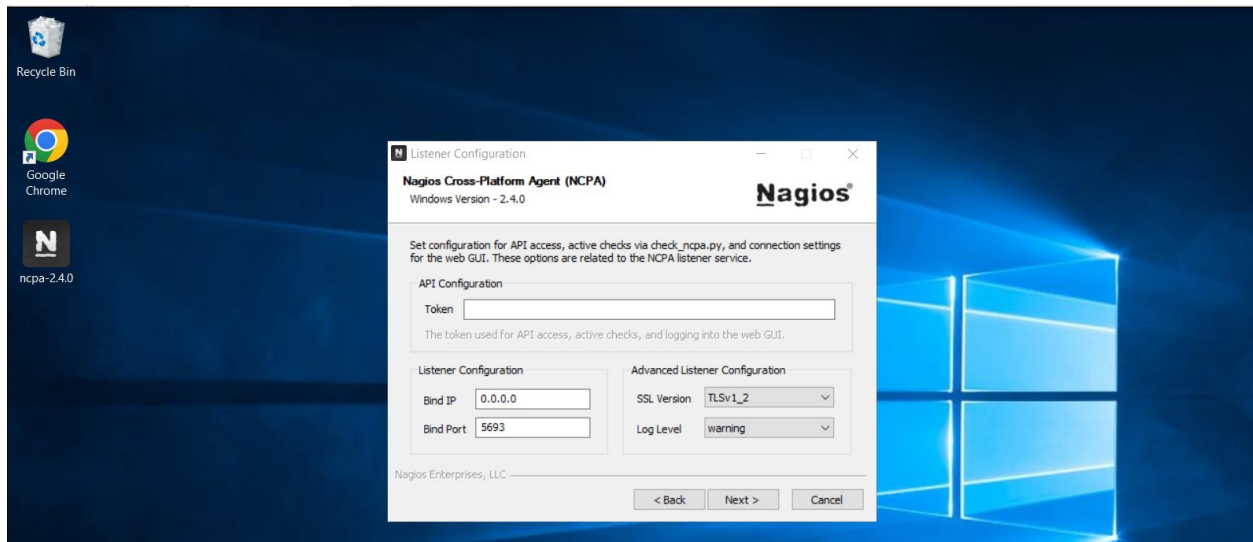 Recycle Bin
Google
Chrome
N
ncpa-2.4.0
N
Listener Configuration
Nagios Cross-Platform Agent (NCPA)
Windows Version - 2.4.0
Nagios®
Set configuration for API access, active checks via check_ncpa.py, and connection settings
for the web GUI. These options are related to the NCPA listener service.
API Configuration
Token
The token used for API access, active checks, and logging into the web GUI.
Listener Configuration
Bind IP 0.0.0.0
Bind Port 5693
Advanced Listener Configuration
SSL Version TLSv1_2
Log Level warning
Nagios Enterprises, LLC
< Back Next > Cancel